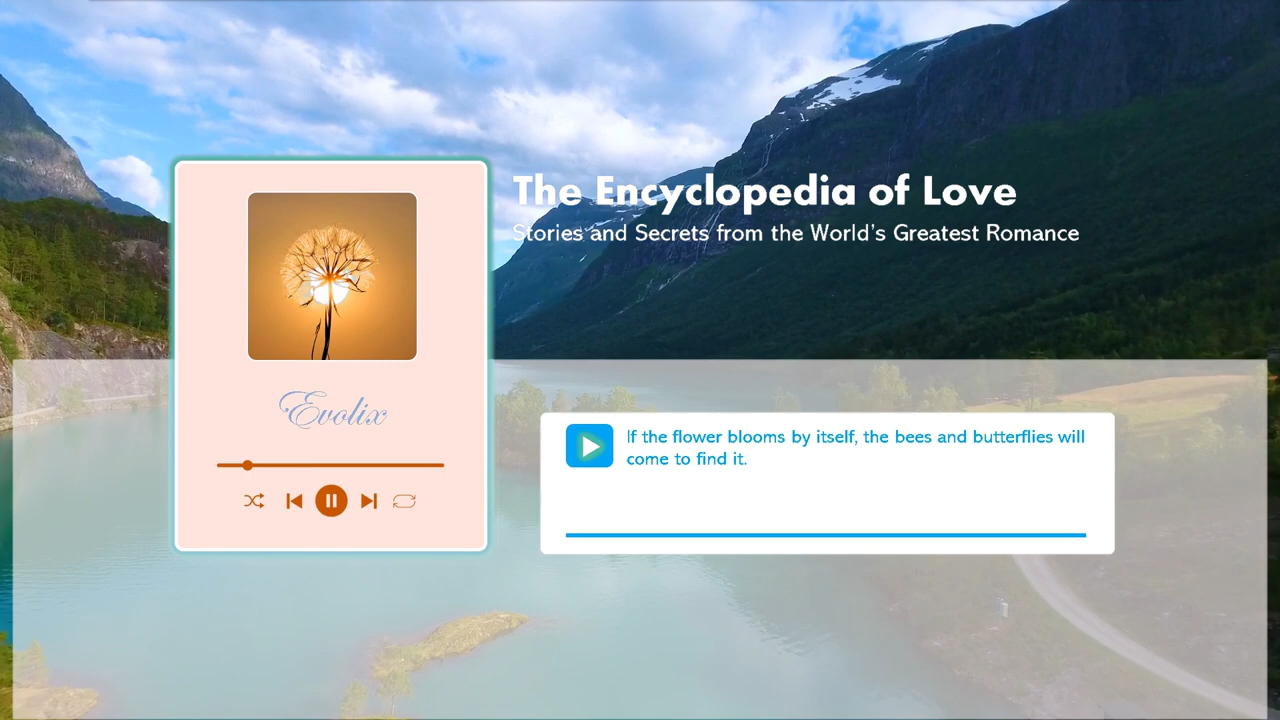 The Encyclopedia of Love
Stories and Secrets from the World's Greatest Romance
Evolix
If the flower blooms by itself, the bees and butterflies will
come to find it.